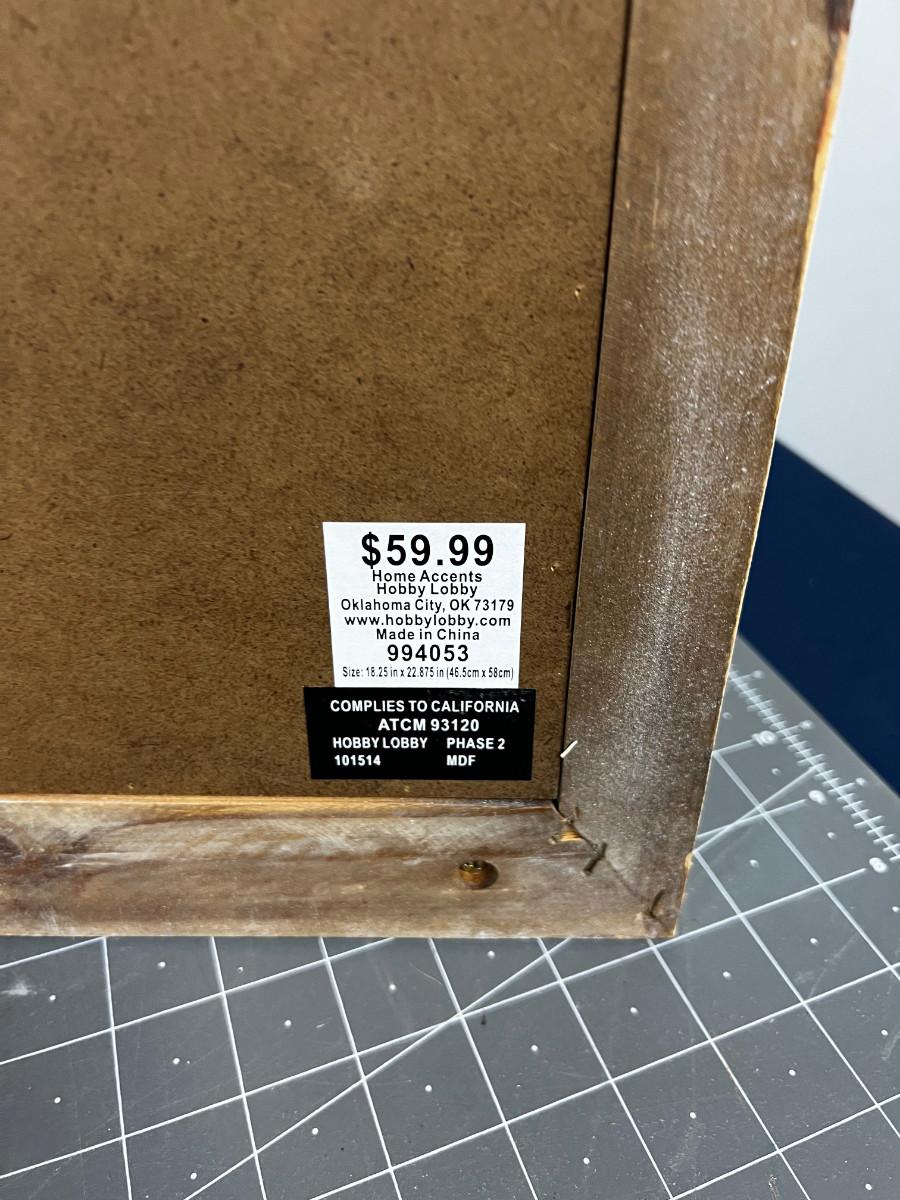 $59.99
Home Accents
Hobby Lobby
Oklahoma City, OK 73179
www.hobbylobby.com
Made in China
994053
Size: 18.25 in x 22.875 in (46.5cm x 58cm)
COMPLIES TO CALIFORNIA
ATCM 93120
HOBBY LOBBY PHASE 2
101514 MDF